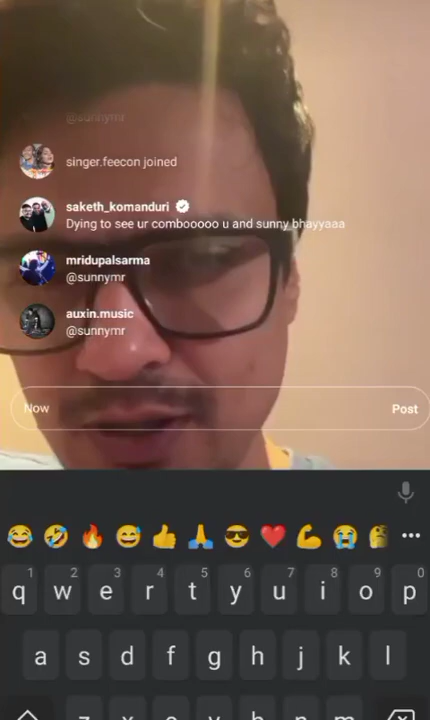 @sunnymr
singer.feecon joined
saketh_komanduri
Dying to see ur combooooo u and sunny bhayyaaa
mridupalsarma
@sunnymr
auxin.music
@sunnymr
Now
Post
1 2 3 4 5 6 7 8 9 0
q w e r t y u i o p
a s d f g h j k l
z x c v b n m